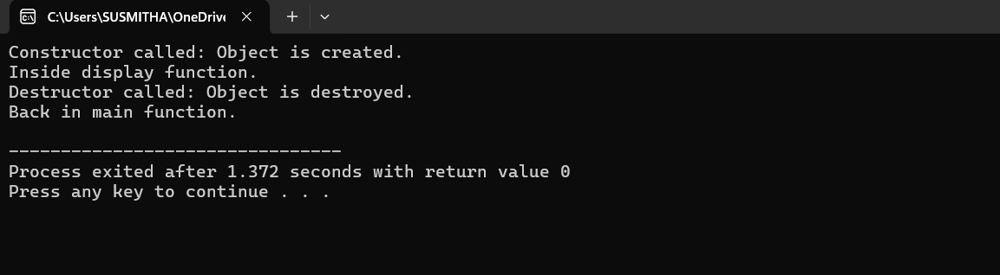 C:\Users\SUSMITHA\OneDrive
Constructor called: Object is created.
Inside display function.
Destructor called: Object is destroyed.
Back in main function.
--------------------------------
Process exited after 1.372 seconds with return value 0
Press any key to continue . . .